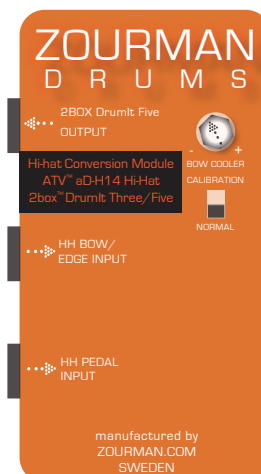 ZOURMAN
DRUMS
2BOX DrumIt Five
OUTPUT
- +
BOW COOLER
Hi-hat Conversion Module
ATV™ aD-H14 Hi-Hat
2box™ DrumIt Three/Five
CALIBRATION
NORMAL
HH BOW/
EDGE INPUT
HH PEDAL
INPUT
manufactured by
ZOURMAN.COM
SWEDEN